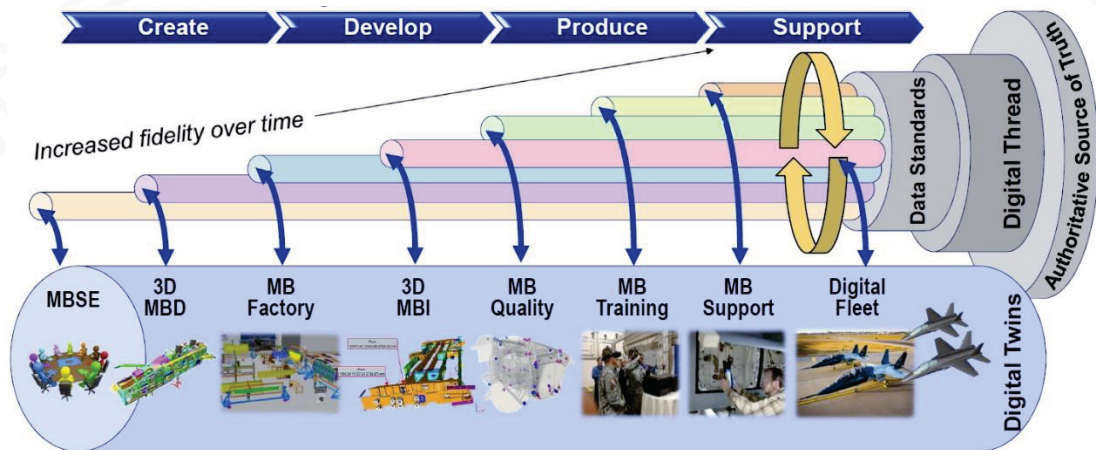 Create
Develop
Produce
Support
Increased fidelity over time
Data Standards
Digital Thread
Authoritative Source of Truth
MBSE
3D
MBD
MB
Factory
3D
MBI
MB
Quality
MB
Training
MB
Support
Digital
Fleet
Digital Twins